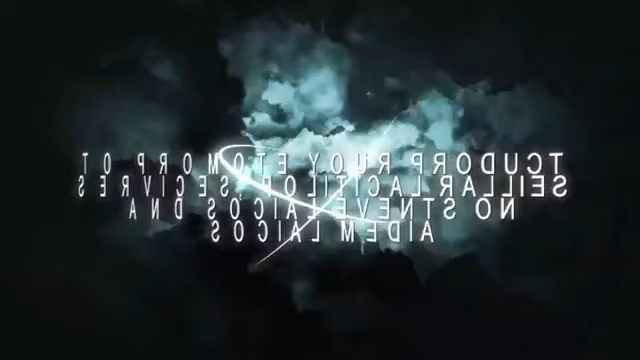 TO PROMOTE YOUR PRODUCT
SERVICES, POLITICAL RALLIES
AND SOCIAL EVENTS ON
SOCIAL MEDIA